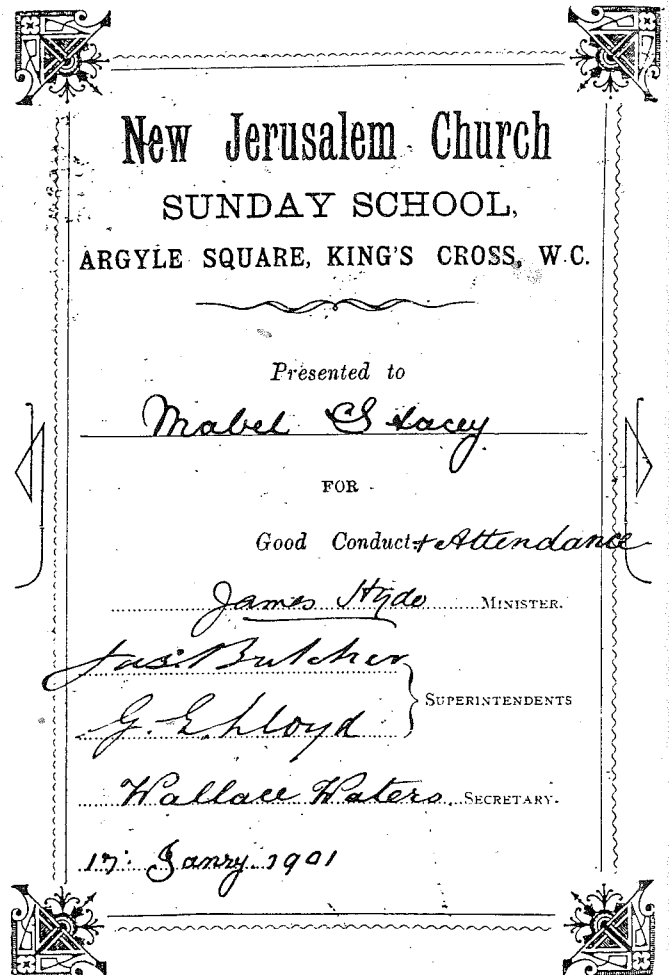 New Jerusalem Church
SUNDAY SCHOOL,
ARGYLE SQUARE, KING'S CROSS, W.C.
Presented to
Mabel Stacey
FOR
Good Conduct + Attendance
James Hyde MINISTER.
Jas. Butcher
G. E. Lloyd
SUPERINTENDENTS
Wallace Waters. SECRETARY.
17: Janry. 1901